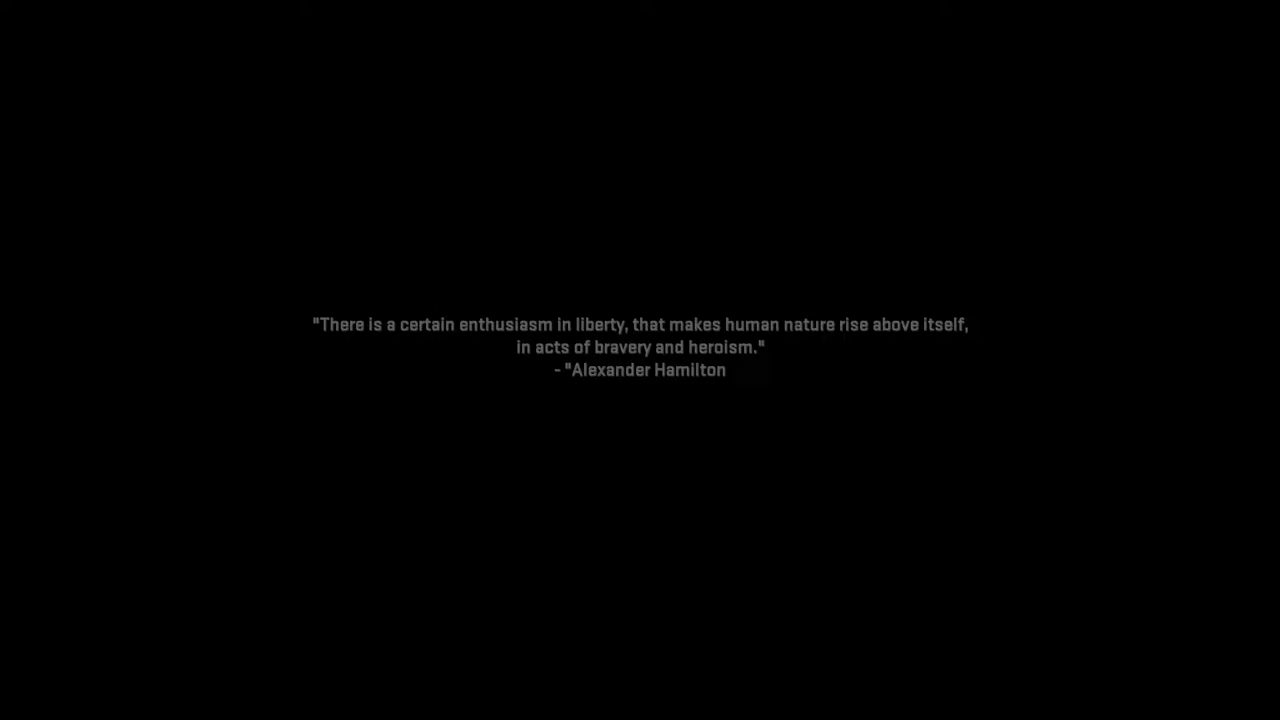 "There is a certain enthusiasm in liberty, that makes human nature rise above itself,
in acts of bravery and heroism."
- "Alexander Hamilton